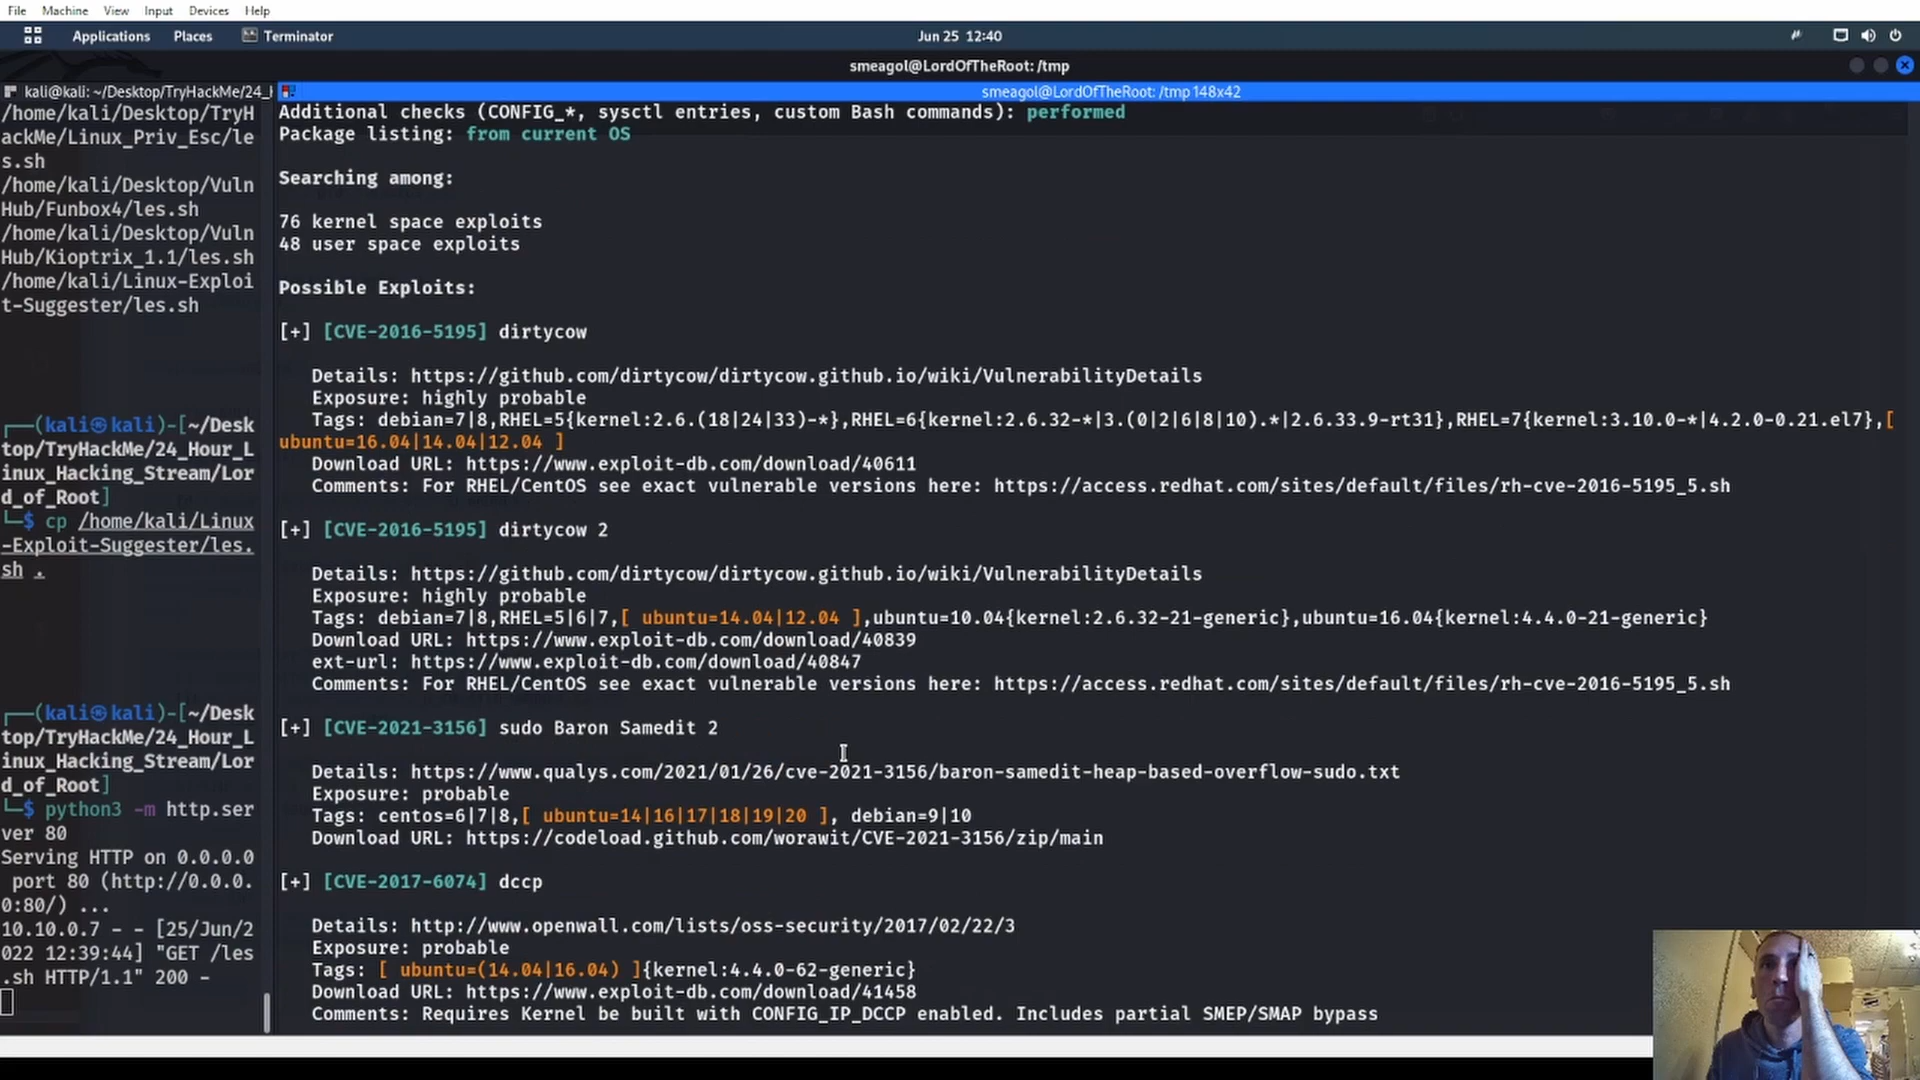 File Machine View Input Devices Help
Applications Places Terminator Jun 25 12:40
smeagol@LordOfTheRoot: /tmp
kali@kali: ~/Desktop/TryHackMe/24_H
/home/kali/Desktop/TryH
ackMe/Linux_Priv_Esc/le
s.sh
/home/kali/Desktop/Vuln
Hub/Funbox4/les.sh
/home/kali/Desktop/Vuln
Hub/Kioptrix_1.1/les.sh
/home/kali/Linux-Exploi
t-Suggester/les.sh
┌──(kali㉿kali)-[~/Desk
top/TryHackMe/24_Hour_L
inux_Hacking_Stream/Lor
d_of_Root]
└─$ cp /home/kali/Linux
-Exploit-Suggester/les.
sh .
┌──(kali㉿kali)-[~/Desk
top/TryHackMe/24_Hour_L
inux_Hacking_Stream/Lor
d_of_Root]
└─$ python3 -m http.ser
ver 80
Serving HTTP on 0.0.0.0
port 80 (http://0.0.0.
0:80/) ...
10.10.0.7 - - [25/Jun/2
022 12:39:44] "GET /les
.sh HTTP/1.1" 200 -
smeagol@LordOfTheRoot: /tmp 148x42
Additional checks (CONFIG_*, sysctl entries, custom Bash commands): performed
Package listing: from current OS
Searching among:
76 kernel space exploits
48 user space exploits
Possible Exploits:
[+] [CVE-2016-5195] dirtycow
Details: https://github.com/dirtycow/dirtycow.github.io/wiki/VulnerabilityDetails
Exposure: highly probable
Tags: debian=7|8,RHEL=5{kernel:2.6.(18|24|33)-*},RHEL=6{kernel:2.6.32-*|3.(0|2|6|8|10).*|2.6.33.9-rt31},RHEL=7{kernel:3.10.0-*|4.2.0-0.21.el7},[
ubuntu=16.04|14.04|12.04 ]
Download URL: https://www.exploit-db.com/download/40611
Comments: For RHEL/CentOS see exact vulnerable versions here: https://access.redhat.com/sites/default/files/rh-cve-2016-5195_5.sh
[+] [CVE-2016-5195] dirtycow 2
Details: https://github.com/dirtycow/dirtycow.github.io/wiki/VulnerabilityDetails
Exposure: highly probable
Tags: debian=7|8,RHEL=5|6|7,[ ubuntu=14.04|12.04 ],ubuntu=10.04{kernel:2.6.32-21-generic},ubuntu=16.04{kernel:4.4.0-21-generic}
Download URL: https://www.exploit-db.com/download/40839
ext-url: https://www.exploit-db.com/download/40847
Comments: For RHEL/CentOS see exact vulnerable versions here: https://access.redhat.com/sites/default/files/rh-cve-2016-5195_5.sh
[+] [CVE-2021-3156] sudo Baron Samedit 2
Details: https://www.qualys.com/2021/01/26/cve-2021-3156/baron-samedit-heap-based-overflow-sudo.txt
Exposure: probable
Tags: centos=6|7|8,[ ubuntu=14|16|17|18|19|20 ], debian=9|10
Download URL: https://codeload.github.com/worawit/CVE-2021-3156/zip/main
[+] [CVE-2017-6074] dccp
Details: http://www.openwall.com/lists/oss-security/2017/02/22/3
Exposure: probable
Tags: [ ubuntu=(14.04|16.04) ]{kernel:4.4.0-62-generic}
Download URL: https://www.exploit-db.com/download/41458
Comments: Requires Kernel be built with CONFIG_IP_DCCP enabled. Includes partial SMEP/SMAP bypass